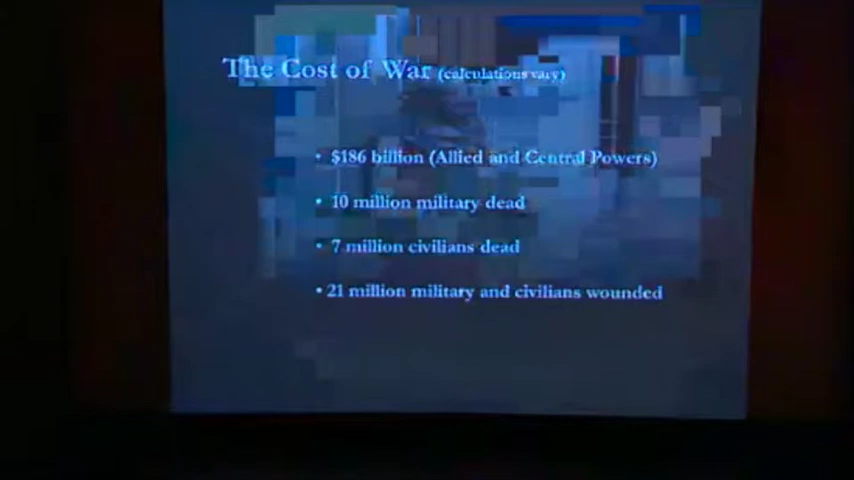 The Cost of War (calculations vary)
• $186 billion (Allied and Central Powers)
• 10 million military dead
• 7 million civilians dead
• 21 million military and civilians wounded